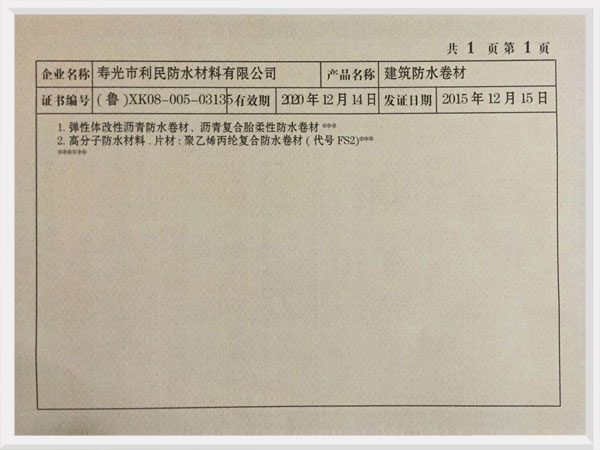 共 1 页 第 1 页
企业名称 寿光市利民防水材料有限公司 产品名称 建筑防水卷材
证书编号 (鲁)XK08-005-03135 有效期 2020 年 12 月 14 日 发证日期 2015 年 12 月 15 日
1. 弹性体改性沥青防水卷材、沥青复合胎柔性防水卷材 ***
2. 高分子防水材料.片材: 聚乙烯丙纶复合防水卷材 ( 代号 FS2)***
******